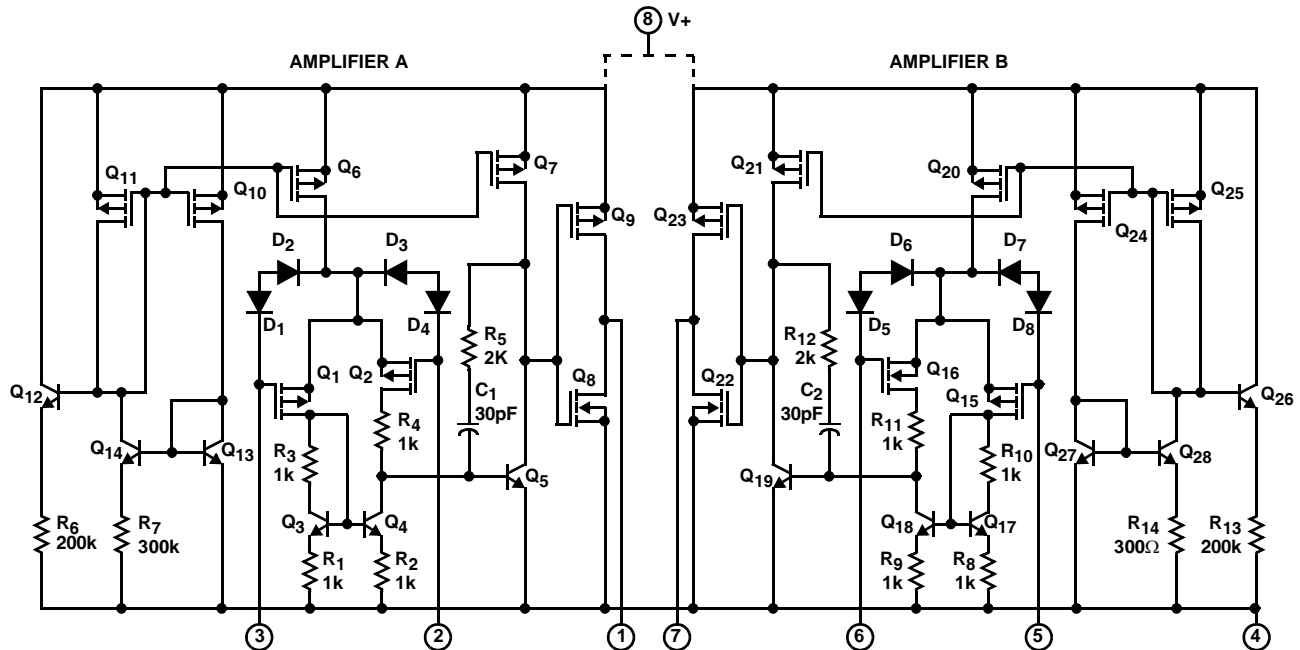 8 V+
AMPLIFIER A
AMPLIFIER B
Q11
Q10
Q6
Q7
Q21
Q20
Q25
Q24
Q9
Q23
D2
D3
D6
D7
D1
D4
D5
D8
R5
2K
R12
2k
Q12
Q1
Q2
C1
30pF
Q8
Q22
C2
30pF
Q16
Q15
Q26
R4
1k
R11
1k
Q14
Q13
R3
1k
Q5
Q19
R10
1k
Q27
Q28
Q3
Q4
Q18
Q17
R6
200k
R7
300k
R1
1k
R2
1k
R9
1k
R8
1k
R14
300Ω
R13
200k
3
2
1
7
6
5
4